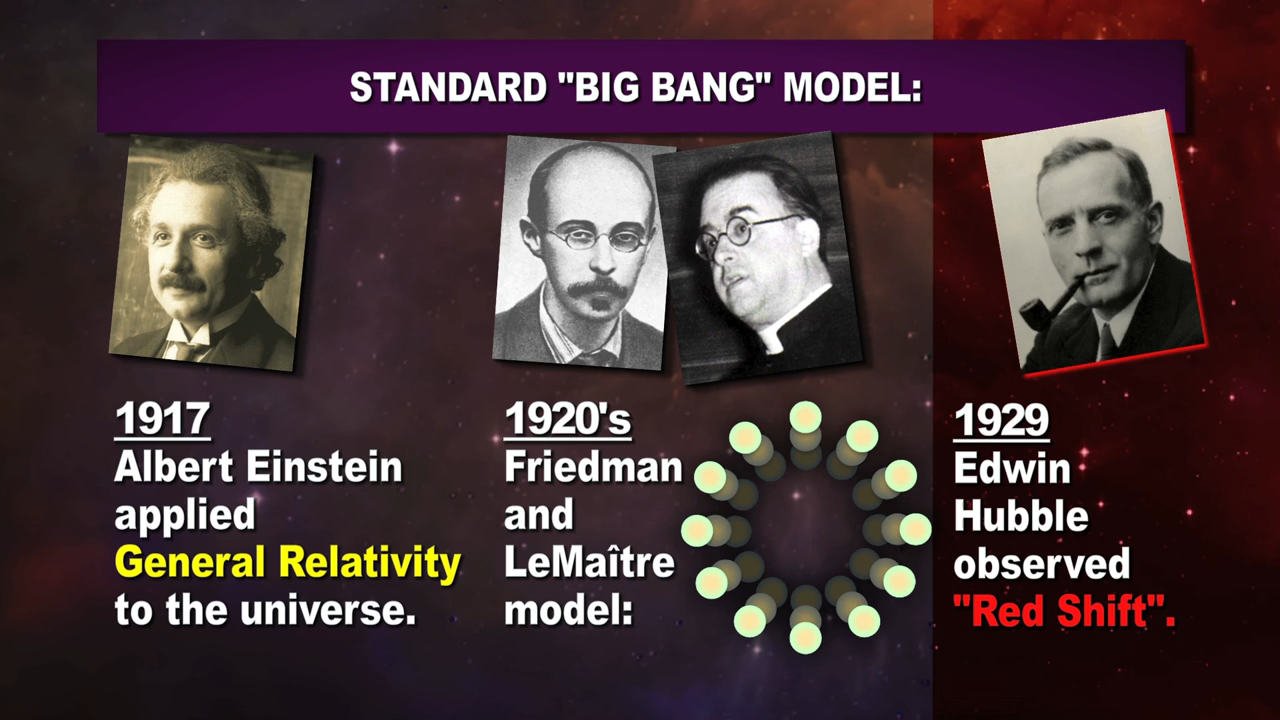 STANDARD "BIG BANG" MODEL:
1917
Albert Einstein
applied
General Relativity
to the universe.
1920's
Friedman
and
LeMaître
model:
1929
Edwin
Hubble
observed
"Red Shift".